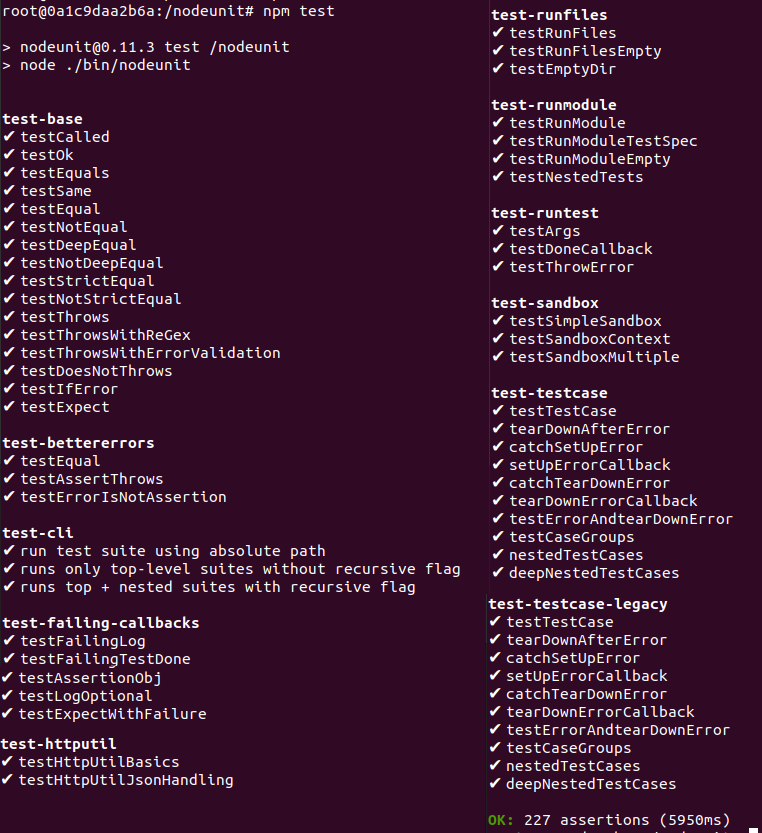 root@0a1c9daa2b6a:/nodeunit# npm test
> nodeunit@0.11.3 test /nodeunit
> node ./bin/nodeunit
test-base
✔ testCalled
✔ testOk
✔ testEquals
✔ testSame
✔ testEqual
✔ testNotEqual
✔ testDeepEqual
✔ testNotDeepEqual
✔ testStrictEqual
✔ testNotStrictEqual
✔ testThrows
✔ testThrowsWithReGex
✔ testThrowsWithErrorValidation
✔ testDoesNotThrows
✔ testIfError
✔ testExpect
test-bettererrors
✔ testEqual
✔ testAssertThrows
✔ testErrorIsNotAssertion
test-cli
✔ run test suite using absolute path
✔ runs only top-level suites without recursive flag
✔ runs top + nested suites with recursive flag
test-failing-callbacks
✔ testFailingLog
✔ testFailingTestDone
✔ testAssertionObj
✔ testLogOptional
✔ testExpectWithFailure
test-httputil
✔ testHttpUtilBasics
✔ testHttpUtilJsonHandling
test-runfiles
✔ testRunFiles
✔ testRunFilesEmpty
✔ testEmptyDir
test-runmodule
✔ testRunModule
✔ testRunModuleTestSpec
✔ testRunModuleEmpty
✔ testNestedTests
test-runtest
✔ testArgs
✔ testDoneCallback
✔ testThrowError
test-sandbox
✔ testSimpleSandbox
✔ testSandboxContext
✔ testSandboxMultiple
test-testcase
✔ testTestCase
✔ tearDownAfterError
✔ catchSetUpError
✔ setUpErrorCallback
✔ catchTearDownError
✔ tearDownErrorCallback
✔ testErrorAndtearDownError
✔ testCaseGroups
✔ nestedTestCases
✔ deepNestedTestCases
test-testcase-legacy
✔ testTestCase
✔ tearDownAfterError
✔ catchSetUpError
✔ setUpErrorCallback
✔ catchTearDownError
✔ tearDownErrorCallback
✔ testErrorAndtearDownError
✔ testCaseGroups
✔ nestedTestCases
✔ deepNestedTestCases
OK: 227 assertions (5950ms)